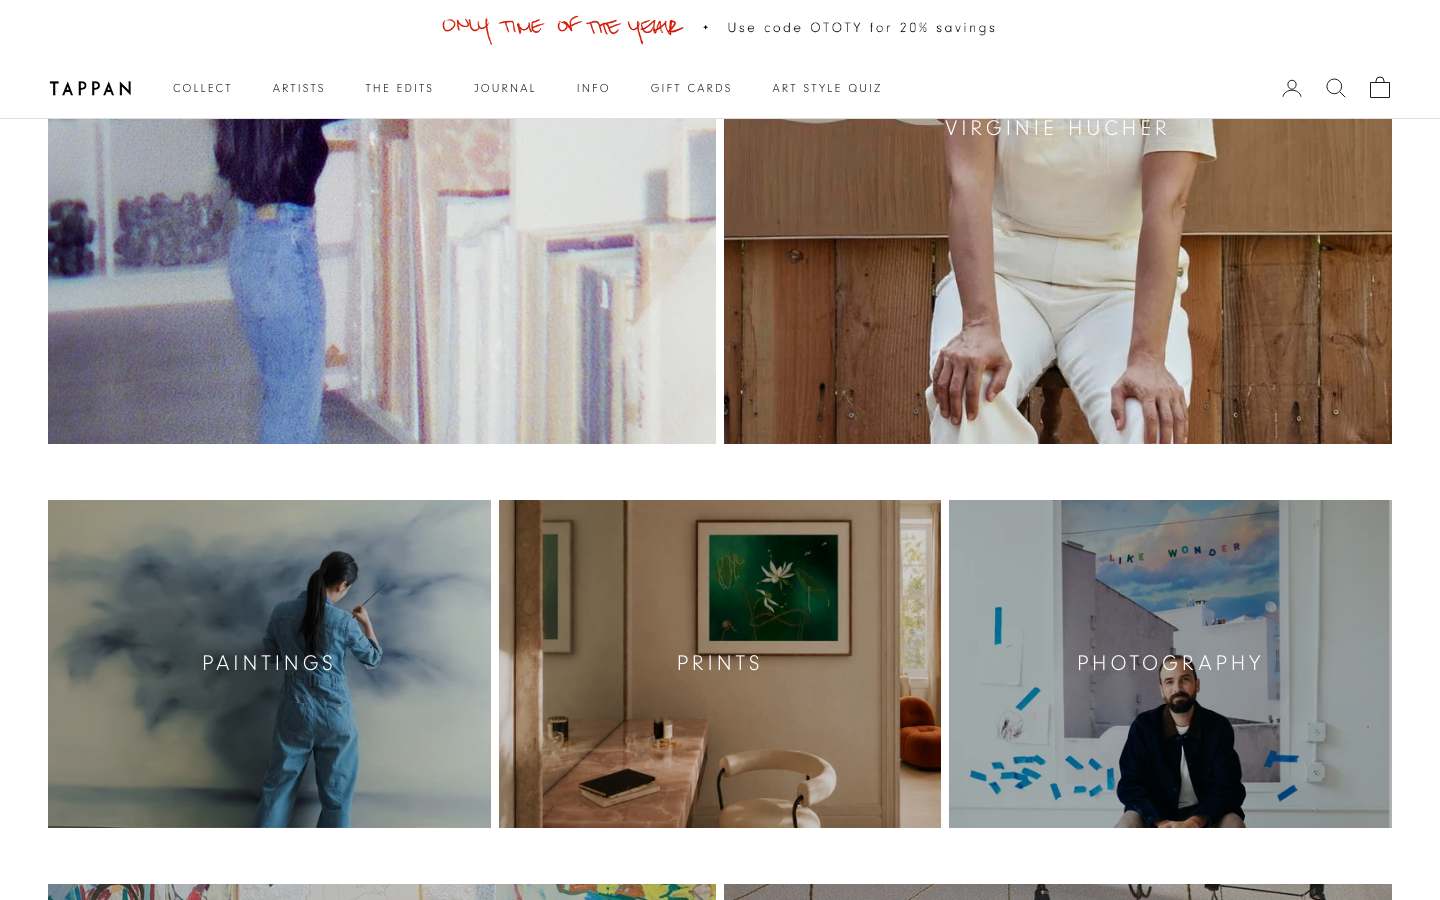 ONLY TIME OF THE YEAR ✦ Use code OTOTY for 20% savings
TAPPAN COLLECT ARTISTS THE EDITS JOURNAL INFO GIFT CARDS ART STYLE QUIZ
VIRGINIE HUCHER
LIKE WONDER
PAINTINGS PRINTS PHOTOGRAPHY